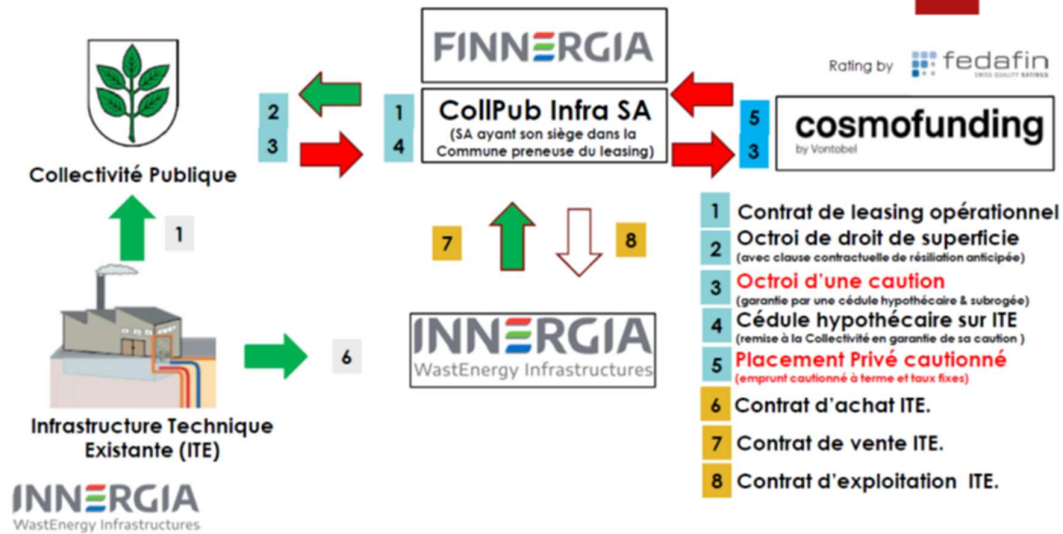 FINNERGIA
Rating by fedafin
SWISS QUALITY RATINGS
2
3
1
4
CollPub Infra SA
(SA ayant son siège dans la
Commune preneuse du leasing)
5
3
cosmofunding
by Vontobel
Collectivité Publique
1
7
8
INNERGIA
WastEnergy Infrastructures
6
Infrastructure Technique
Existante (ITE)
1 Contrat de leasing opérationnel
2 Octroi de droit de superficie
(avec clause contractuelle de résiliation anticipée)
3 Octroi d'une caution
(garantie par une cédule hypothécaire & subrogée)
4 Cédule hypothécaire sur ITE
(remise à la Collectivité en garantie de sa caution )
5 Placement Privé cautionné
(emprunt cautionné à terme et taux fixes)
6 Contrat d'achat ITE.
7 Contrat de vente ITE.
8 Contrat d'exploitation ITE.
INNERGIA
WastEnergy Infrastructures